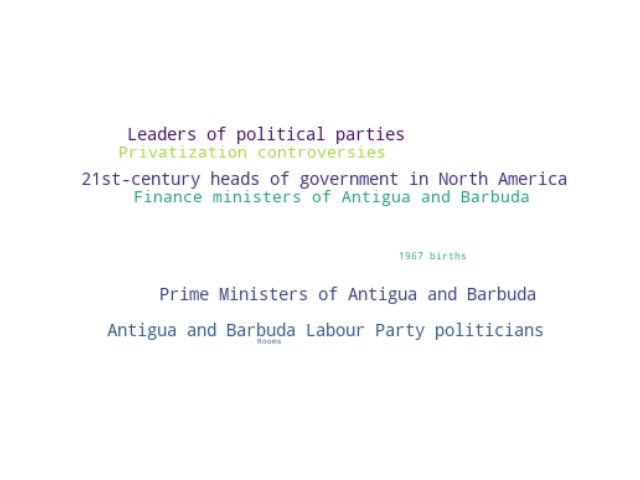 Leaders of political parties
Privatization controversies
21st-century heads of government in North America
Finance ministers of Antigua and Barbuda
1967 births
Prime Ministers of Antigua and Barbuda
Antigua and Barbuda Labour Party politicians
Rooms